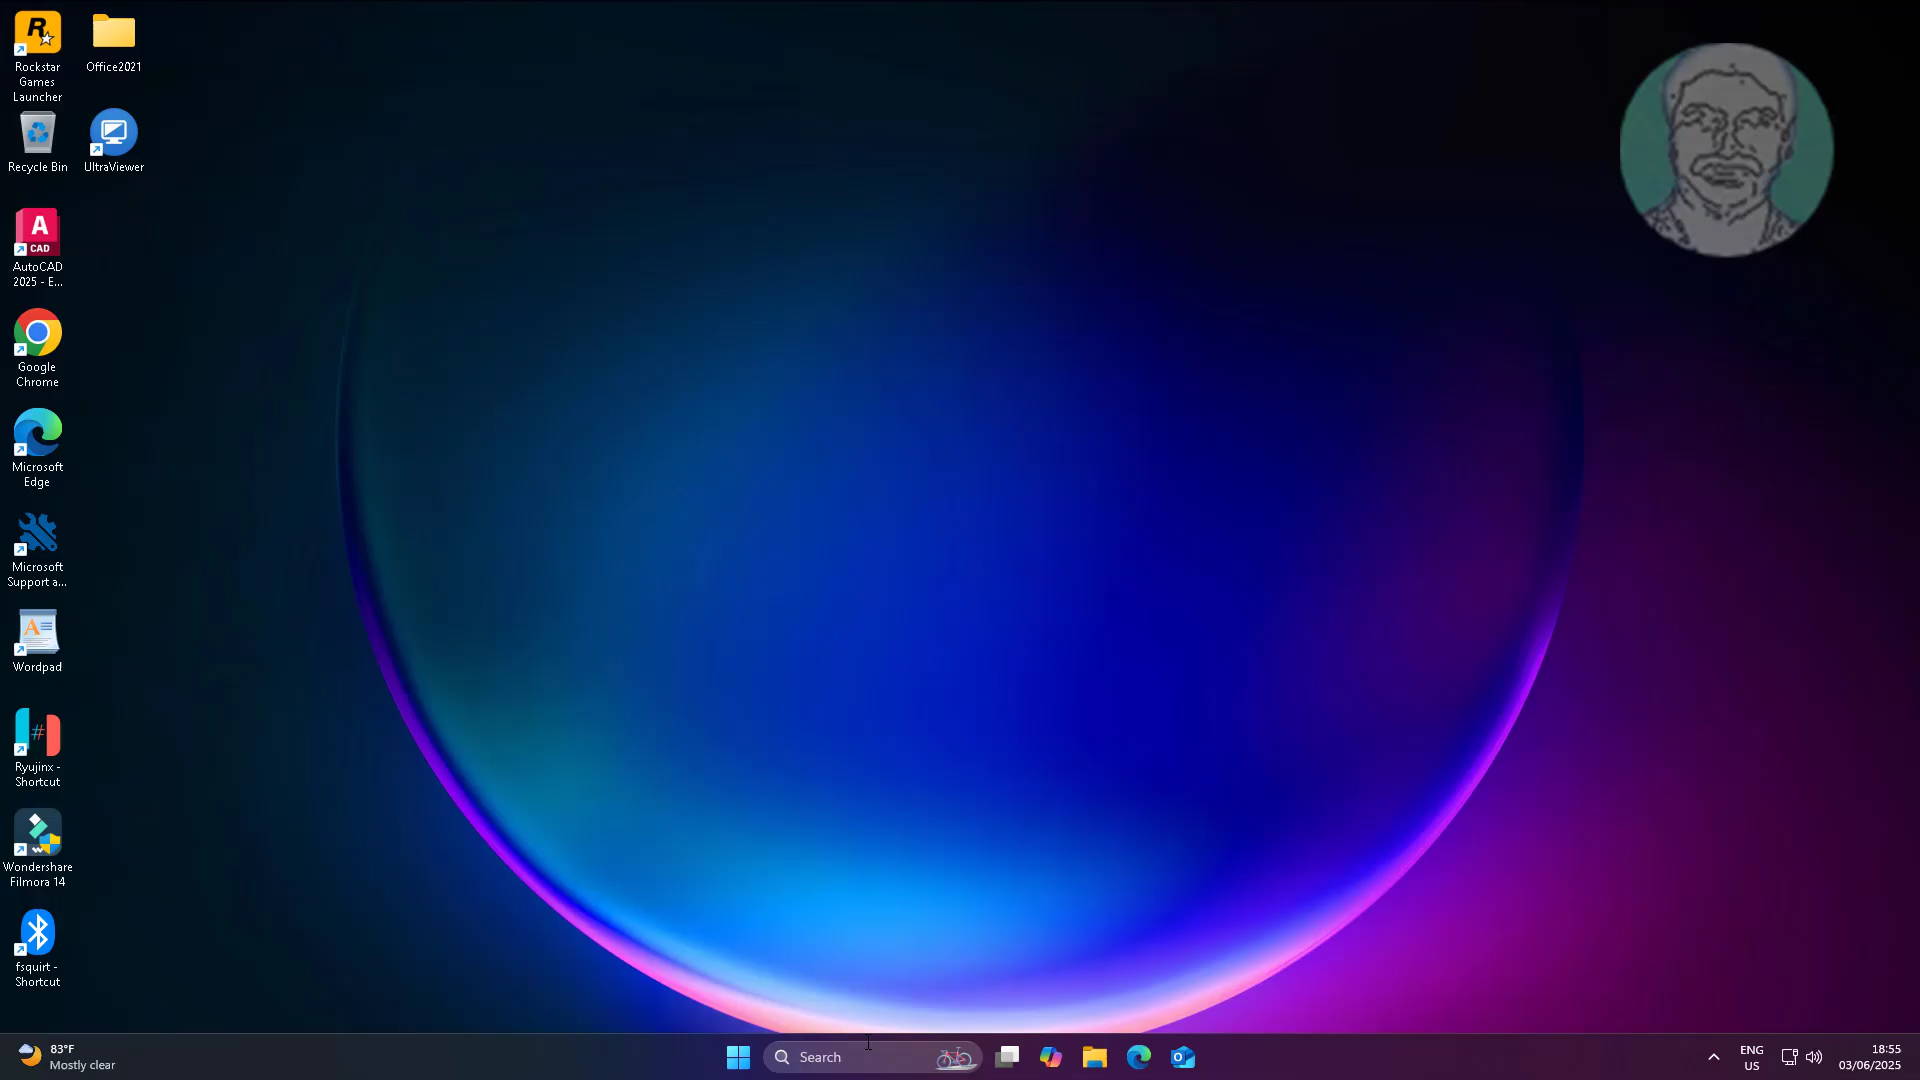 Rockstar
Games
Launcher
Office2021
Recycle Bin
UltraViewer
A
CAD
AutoCAD
2025 - E...
Google
Chrome
Microsoft
Edge
Microsoft
Support a...
Wordpad
Ryujinx -
Shortcut
Wondershare
Filmora 14
fsquirt -
Shortcut
83°F
Mostly clear
Search
ENG
US
18:55
03/06/2025